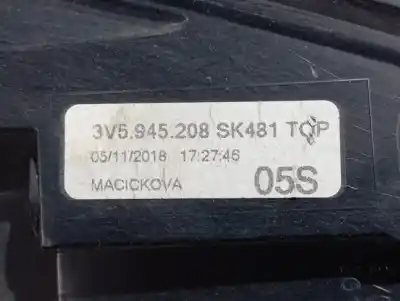 3V5.945.208 SK481 TOP
05/11/2018 17:27:46
MACICKOVA 05S